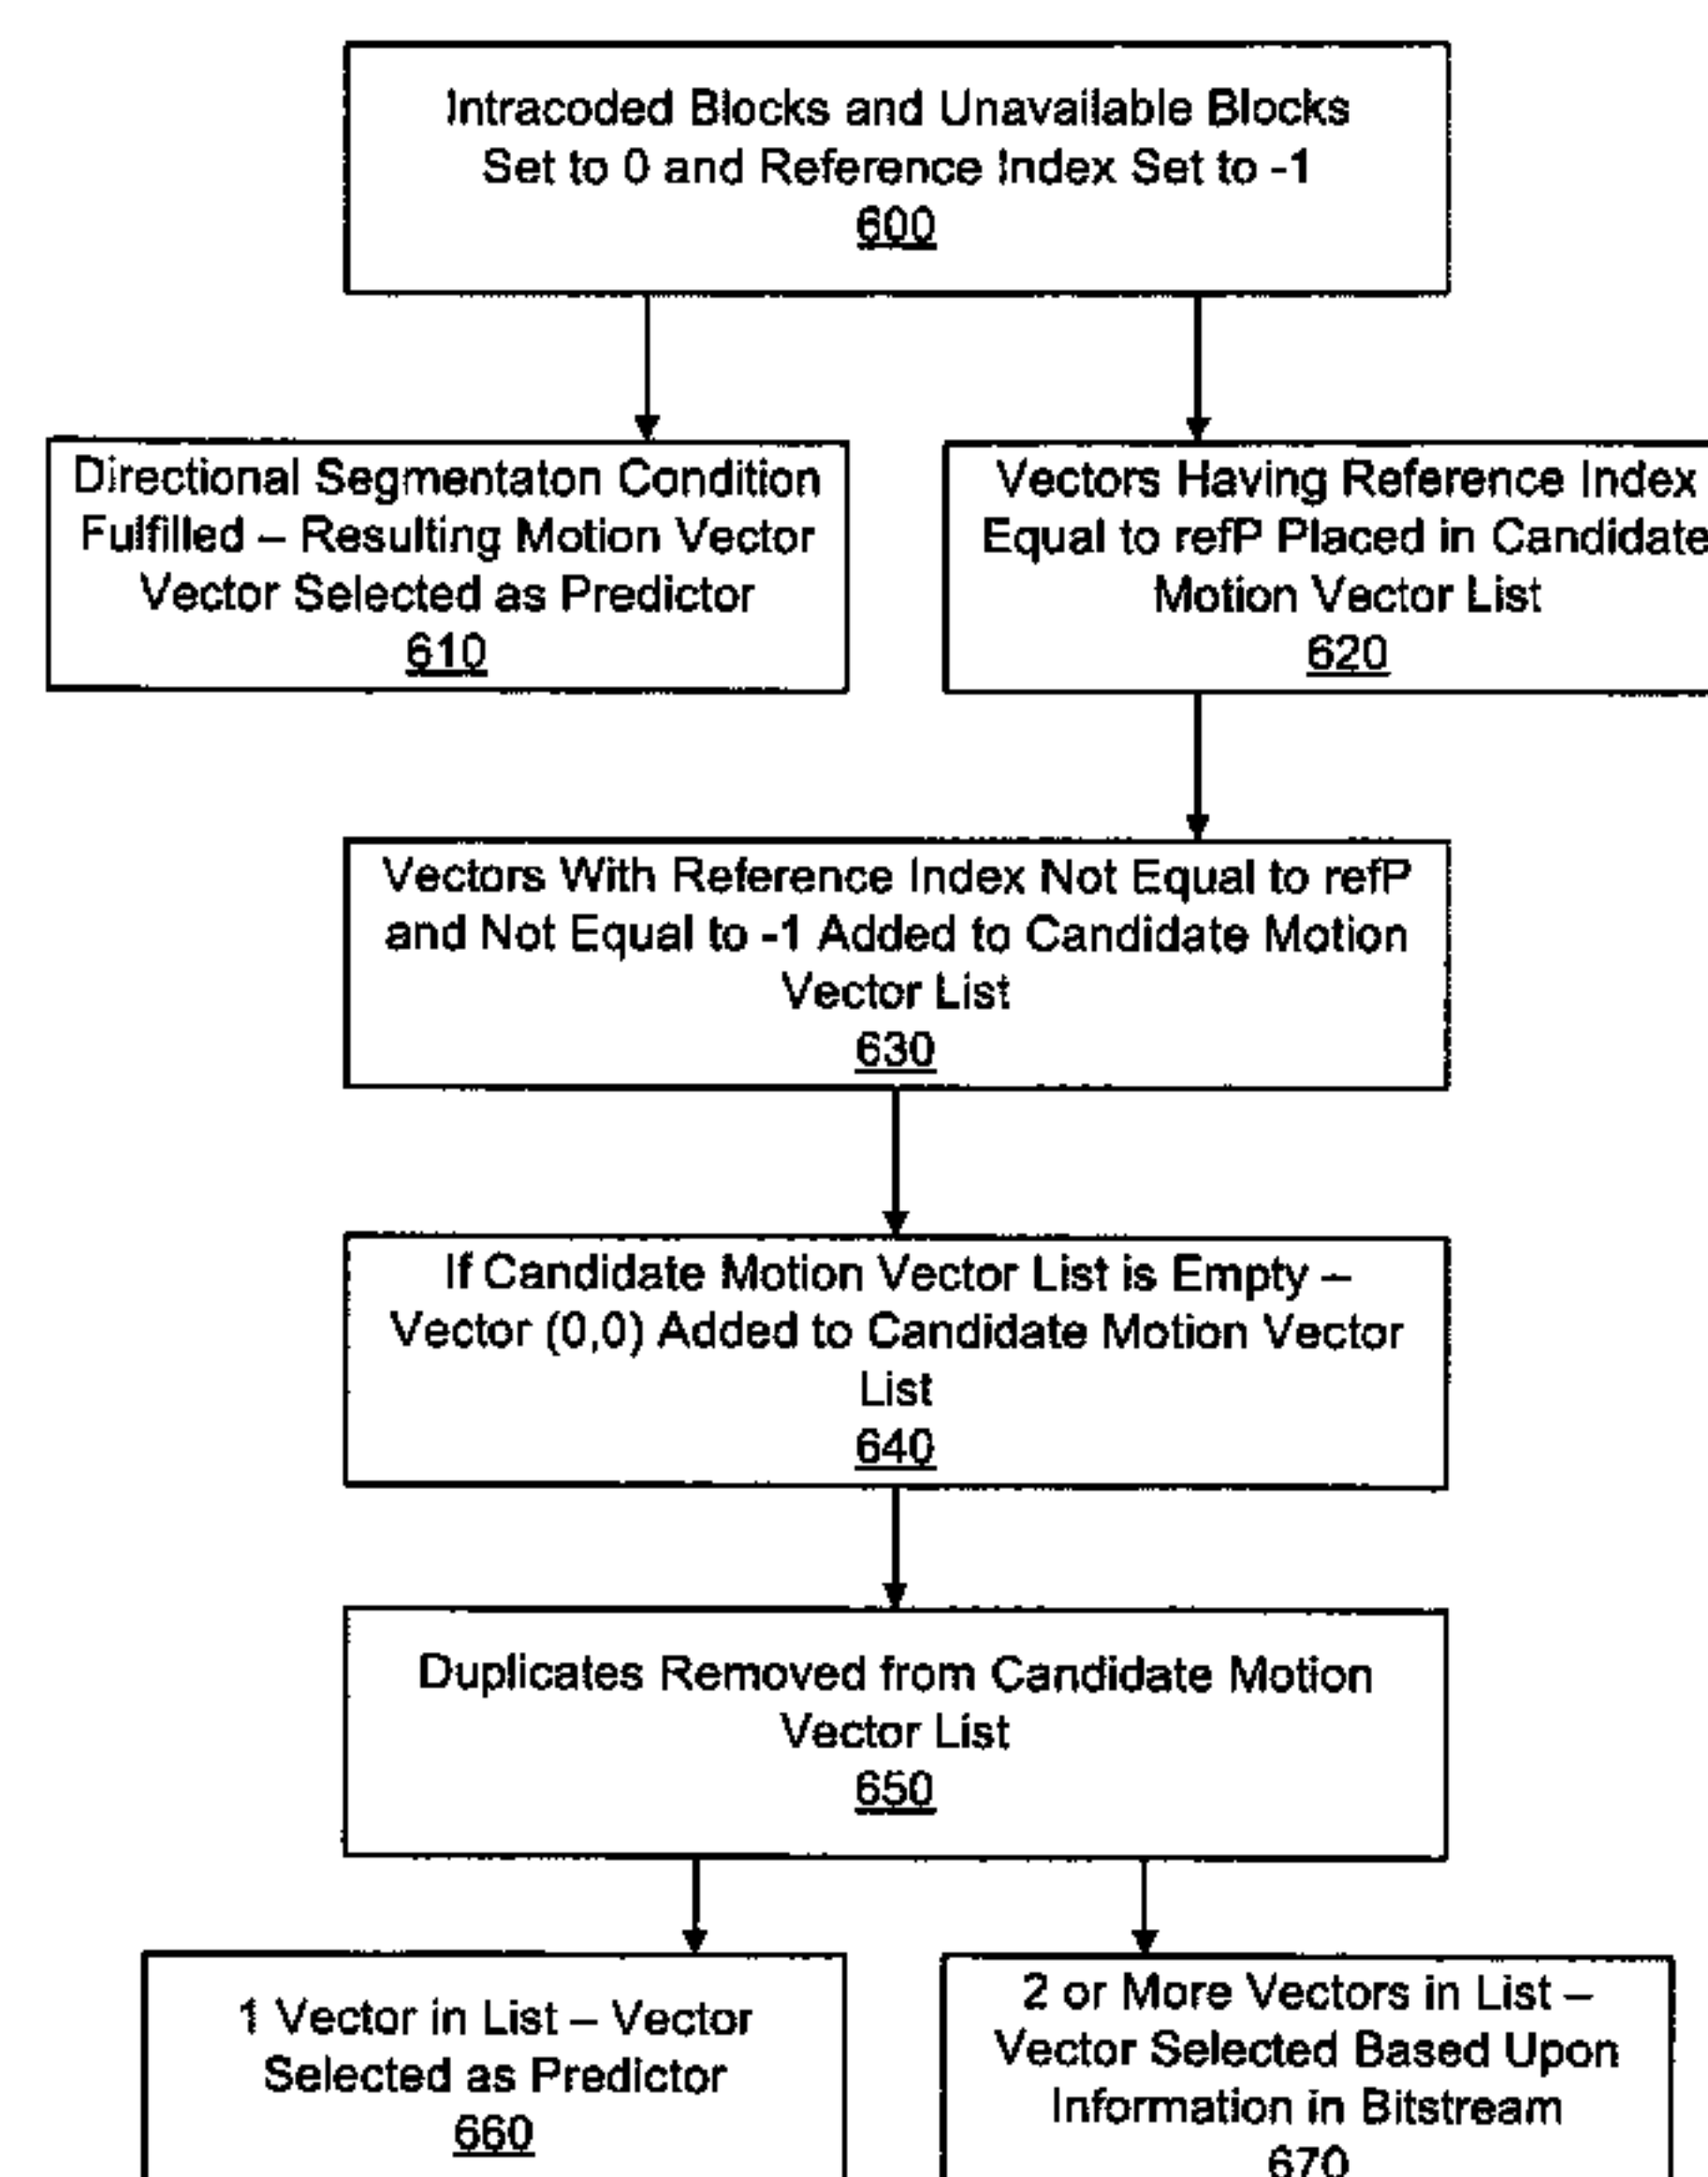 Intracoded Blocks and Unavailable Blocks
Set to 0 and Reference Index Set to -1
600
Directional Segmentaton Condition
Fulfilled – Resulting Motion Vector
Vector Selected as Predictor
610
Vectors Having Reference Index
Equal to refP Placed in Candidate
Motion Vector List
620
Vectors With Reference Index Not Equal to refP
and Not Equal to -1 Added to Candidate Motion
Vector List
630
If Candidate Motion Vector List is Empty –
Vector (0,0) Added to Candidate Motion Vector
List
640
Duplicates Removed from Candidate Motion
Vector List
650
1 Vector in List – Vector
Selected as Predictor
660
2 or More Vectors in List –
Vector Selected Based Upon
Information in Bitstream
670